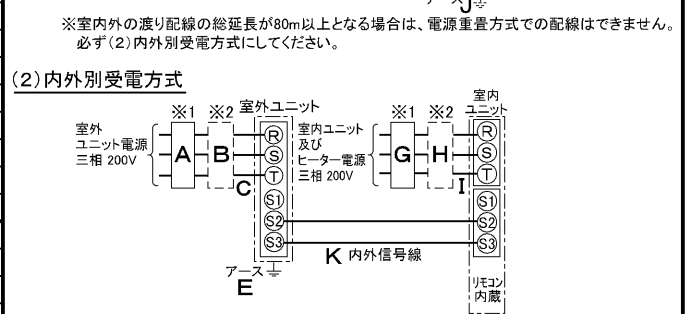 アース J
※室内外の渡り配線の総延長が80m以上となる場合は、電源重畳方式での配線はできません。
必ず(2)内外別受電方式にしてください。
(2)内外別受電方式
※1 ※2 室外ユニット
室外
ユニット電源
三相 200V
A B C
R
S
T
S1
S2
S3
アース
E
※1 ※2 室内
ユニット
室内ユニット
及び
ヒーター電源
三相 200V
G H I
R
S
T
S1
S2
S3
K 内外信号線
リモコン
内蔵